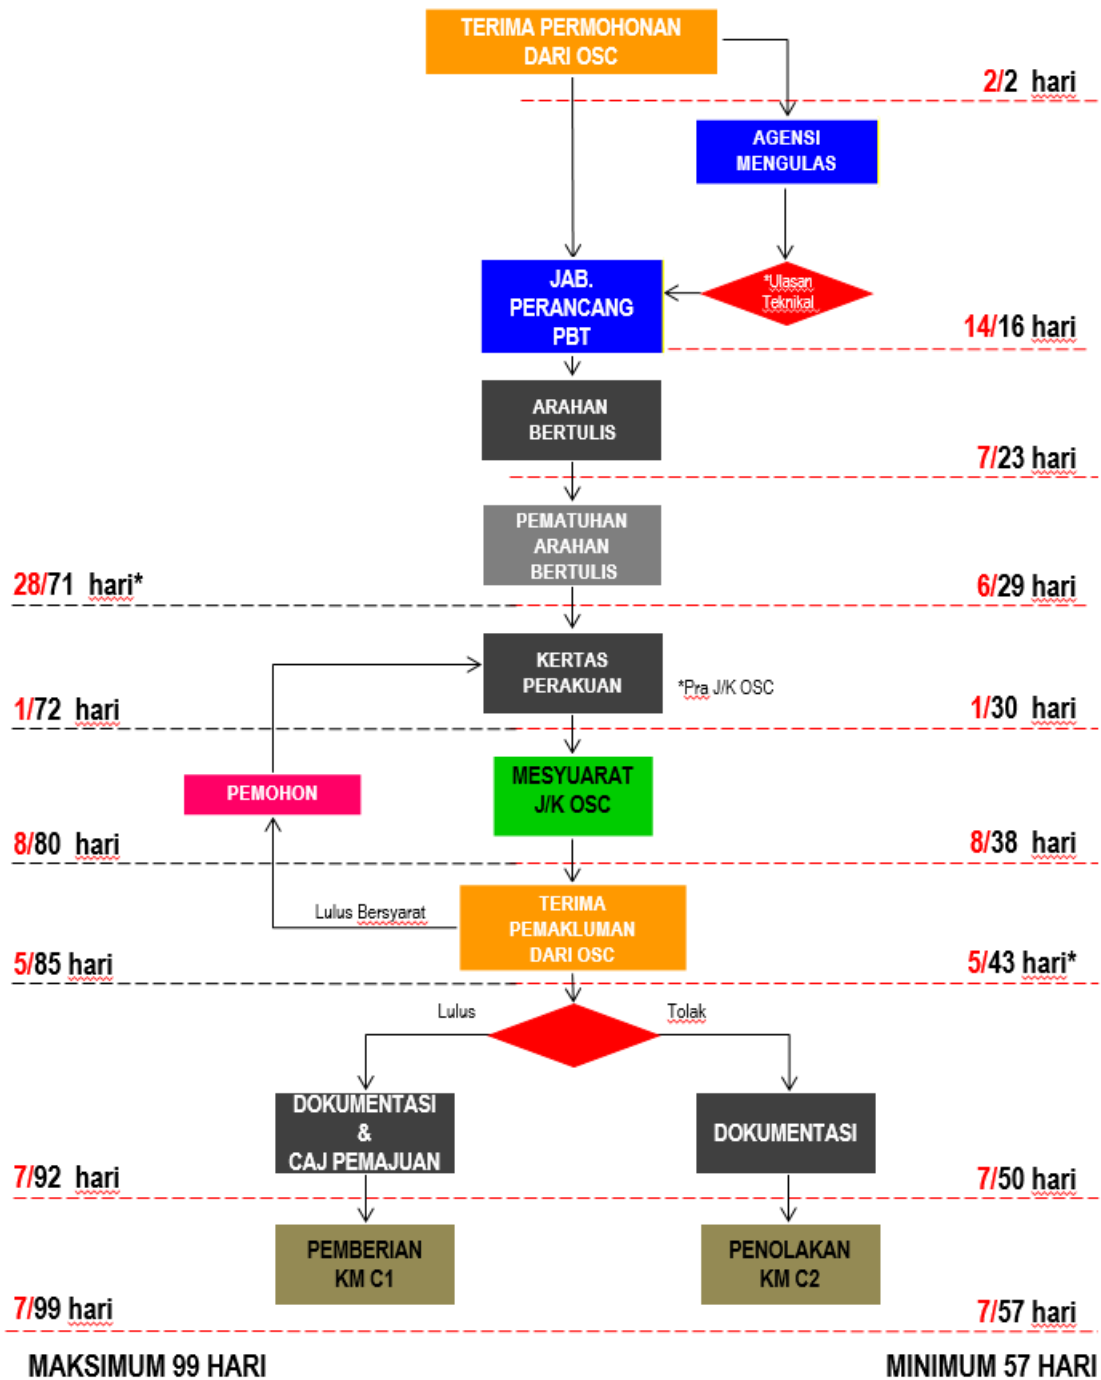 TERIMA PERMOHONAN
DARI OSC
2/2 hari
AGENSI
MENGULAS
JAB.
PERANCANG
PBT
*Ulasan
Teknikal
14/16 hari
ARAHAN
BERTULIS
7/23 hari
PEMATUHAN
ARAHAN
BERTULIS
28/71 hari*
6/29 hari
KERTAS
PERAKUAN
*Pra J/K OSC
1/72 hari
1/30 hari
PEMOHON
MESYUARAT
J/K OSC
8/80 hari
8/38 hari
Lulus Bersyarat
TERIMA
PEMAKLUMAN
DARI OSC
5/85 hari
5/43 hari*
Lulus
Tolak
DOKUMENTASI
&
CAJ PEMAJUAN
DOKUMENTASI
7/92 hari
7/50 hari
PEMBERIAN
KM C1
PENOLAKAN
KM C2
7/99 hari
7/57 hari
MAKSIMUM 99 HARI
MINIMUM 57 HARI